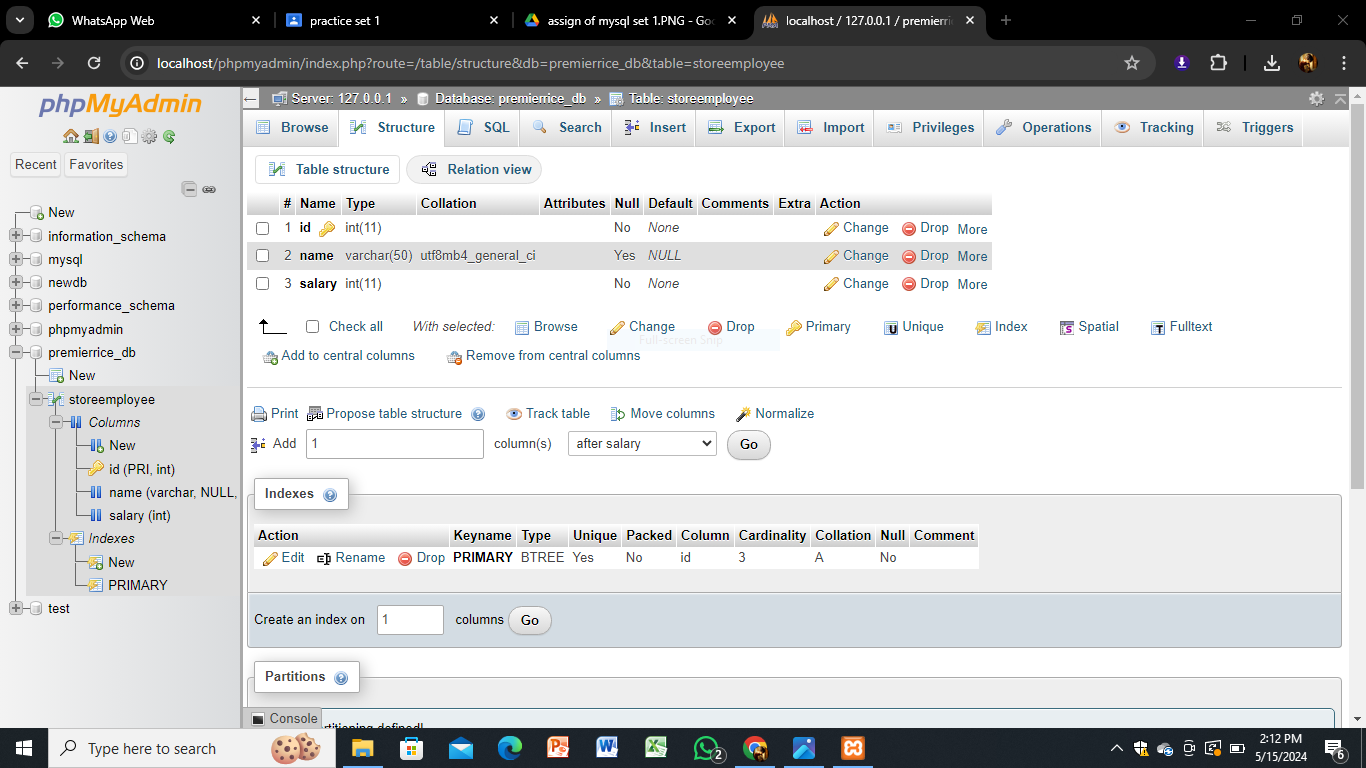 WhatsApp Web
practice set 1
assign of mysql set 1.PNG - Goo
localhost / 127.0.0.1 / premierric
localhost/phpmyadmin/index.php?route=/table/structure&db=premierrice_db&table=storeemployee
phpMyAdmin
Recent Favorites
New
information_schema
mysql
newdb
performance_schema
phpmyadmin
premierrice_db
New
storeemployee
Columns
New
id (PRI, int)
name (varchar, NULL,
salary (int)
Indexes
New
PRIMARY
test
Server: 127.0.0.1 » Database: premierrice_db » Table: storeemployee
Browse Structure SQL Search Insert Export Import Privileges Operations Tracking Triggers
Table structure Relation view
# Name Type Collation Attributes Null Default Comments Extra Action
1 id int(11) No None Change Drop More
2 name varchar(50) utf8mb4_general_ci Yes NULL Change Drop More
3 salary int(11) No None Change Drop More
Check all With selected: Browse Change Drop Primary Unique Index Spatial Fulltext
Full-screen Snip
Add to central columns Remove from central columns
Print Propose table structure Track table Move columns Normalize
Add 1 column(s) after salary Go
Indexes
Action Keyname Type Unique Packed Column Cardinality Collation Null Comment
Edit Rename Drop PRIMARY BTREE Yes No id 3 A No
Create an index on 1 columns Go
Partitions
Console
titioning defined!
Type here to search
2
2:12 PM
5/15/2024
6